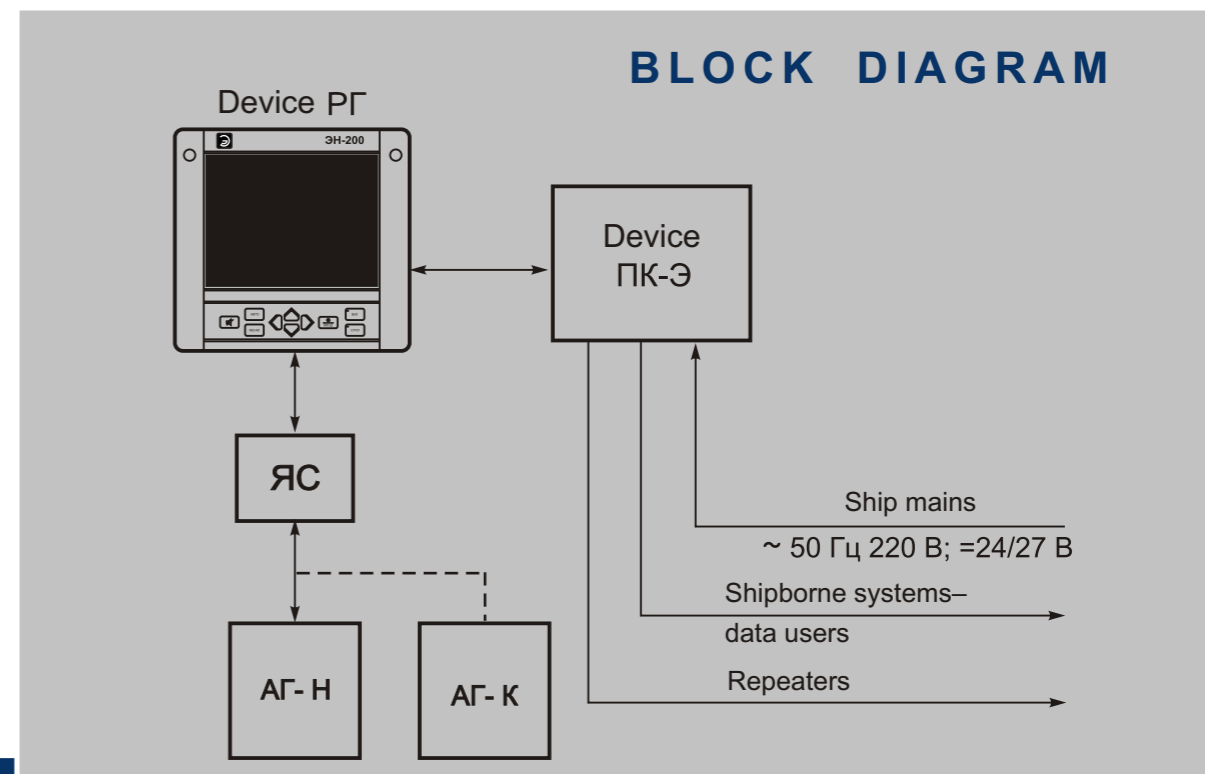 BLOCK DIAGRAM
Device РГ
ЭН-200
Device
ПК-Э
ЯС
Ship mains
~ 50 Гц 220 В; =24/27 В
Shipborne systems–
data users
Repeaters
АГ- Н
АГ- К